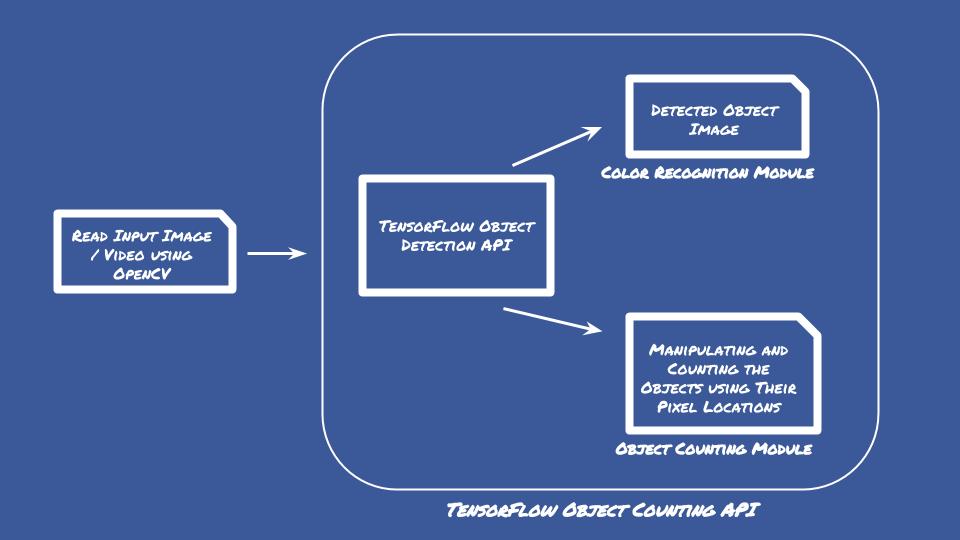 Detected Object
Image
Color Recognition Module
TensorFlow Object
Detection API
Read Input Image
/ Video using
OpenCV
Manipulating and
Counting the
Objects using Their
Pixel Locations
Object Counting Module
TensorFlow Object Counting API